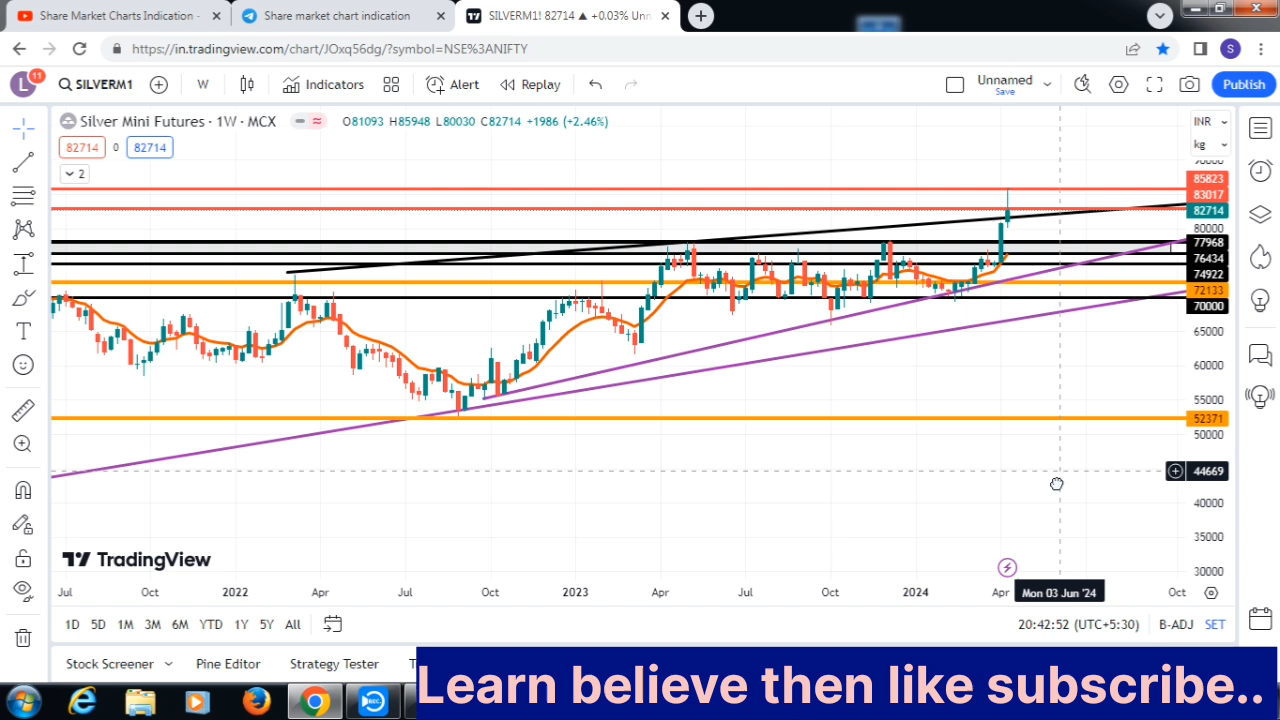 Share Market Charts Indication -
Share market chart indication
SILVERM1! 82714 ▲ +0.03% Unn
https://in.tradingview.com/chart/JOxq56dg/?symbol=NSE%3ANIFTY
S
L
11
SILVERM1
W
Indicators
Alert
Replay
Unnamed
Save
Publish
Silver Mini Futures · 1W · MCX
O81093 H85948 L80030 C82714 +1986 (+2.46%)
82714 0 82714
2
INR
kg
90000
85823
83017
82714
80000
77968
76434
74922
72133
70000
65000
60000
55000
52371
50000
44669
40000
35000
30000
TradingView
Jul Oct 2022 Apr Jul Oct 2023 Apr Jul Oct 2024 Apr Mon 03 Jun '24 Oct
1D 5D 1M 3M 6M YTD 1Y 5Y All
20:42:52 (UTC+5:30) B-ADJ SET
Stock Screener Pine Editor Strategy Tester
REC
Learn believe then like subscribe..